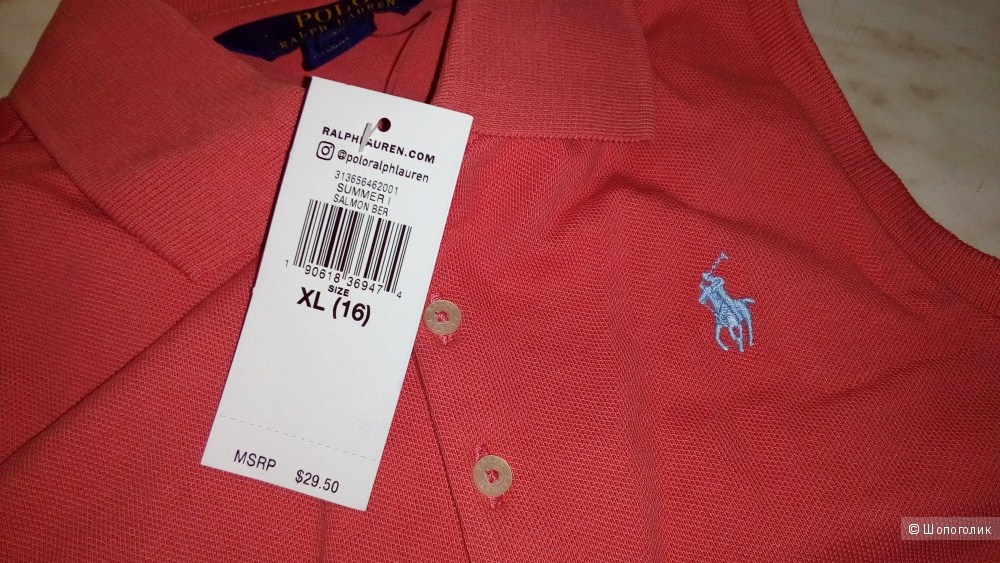 POLO
RALPH LAUREN
RALPHLAUREN.COM
@poloralphlauren
313656462001
SUMMER I
SALMON BER
1 90618 36947 4
SIZE
XL (16)
MSRP $29.50
© Шопоголик